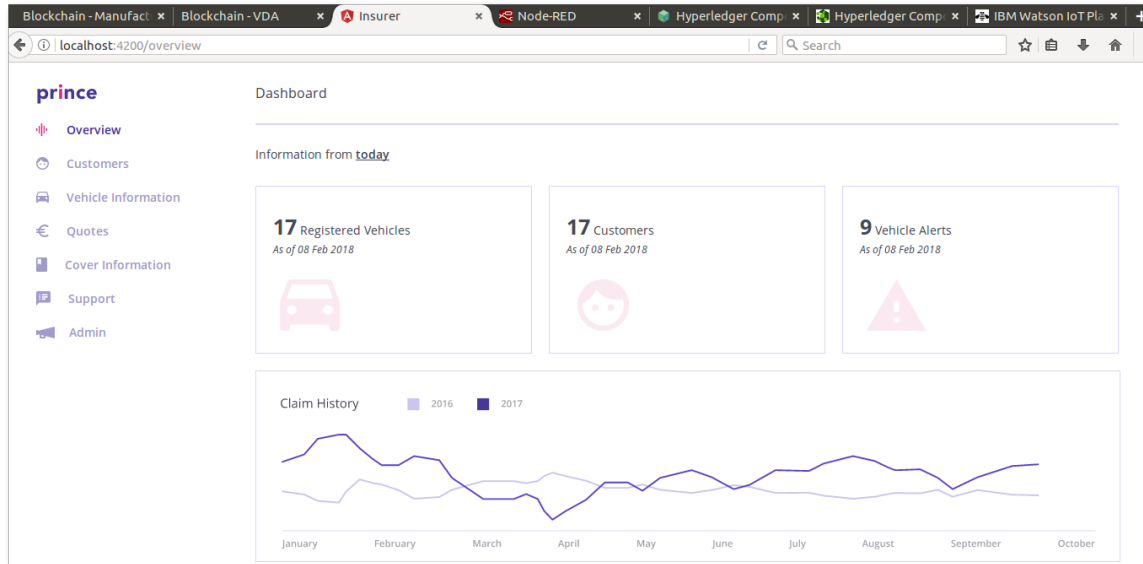 Blockchain - Manufact Blockchain - VDA Insurer Node-RED Hyperledger Comp Hyperledger Comp IBM Watson IoT Pla
localhost:4200/overview Search
prince
Overview
Customers
Vehicle Information
Quotes
Cover Information
Support
Admin
Dashboard
Information from today
17 Registered Vehicles
As of 08 Feb 2018
17 Customers
As of 08 Feb 2018
9 Vehicle Alerts
As of 08 Feb 2018
Claim History 2016 2017
January February March April May June July August September October